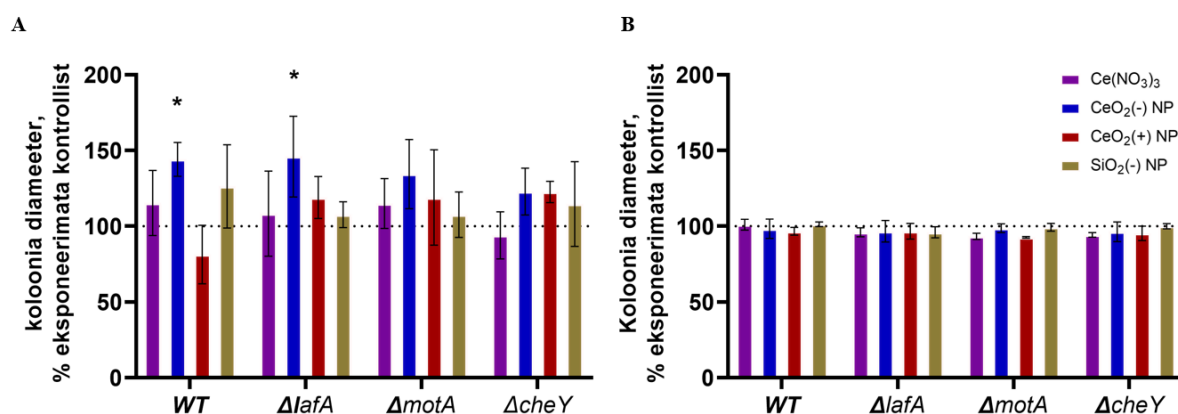 A
koloonia diameeter,
% eksponeerimata kontrollist
200
150
100
50
0
*
*
WT
ΔlafA
ΔmotA
ΔcheY
B
Koloonia diameeter,
% eksponeerimata kontrollist
200
150
100
50
0
Ce(NO₃)₃
CeO₂(-) NP
CeO₂(+) NP
SiO₂(-) NP
WT
ΔlafA
ΔmotA
ΔcheY